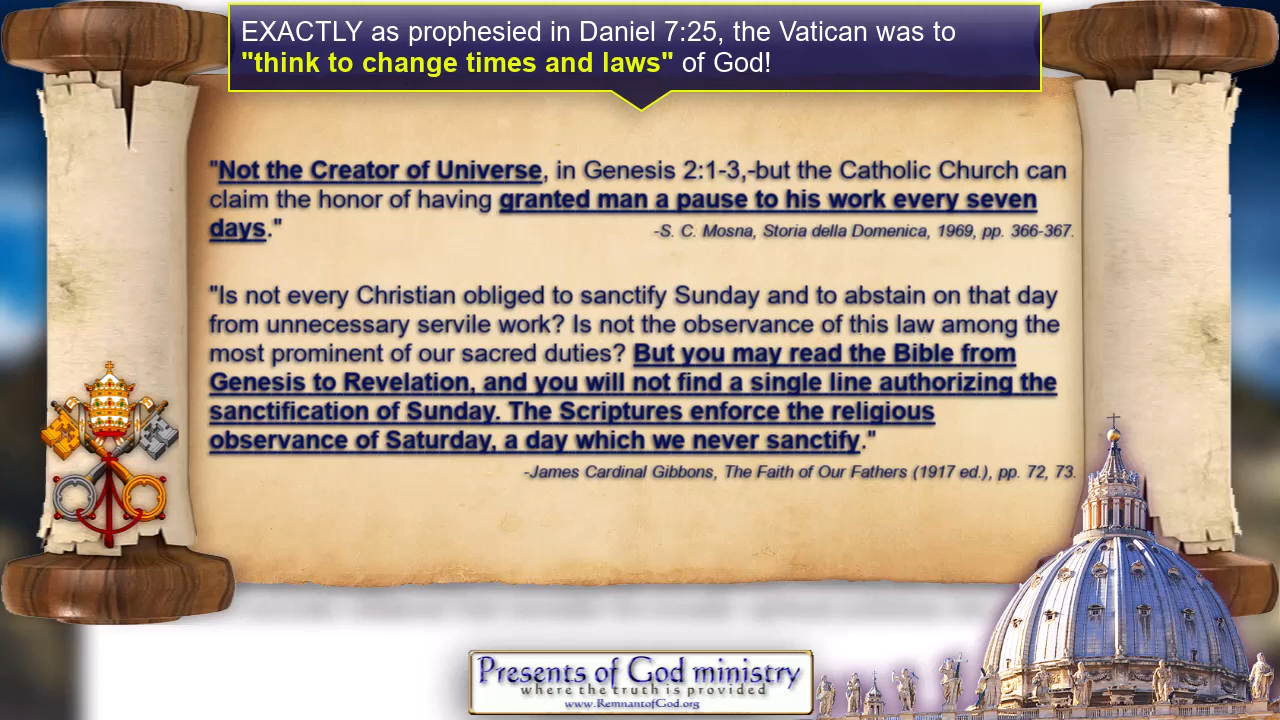 EXACTLY as prophesied in Daniel 7:25, the Vatican was to
"think to change times and laws" of God!
"Not the Creator of Universe, in Genesis 2:1-3,-but the Catholic Church can
claim the honor of having granted man a pause to his work every seven
days."
-S. C. Mosna, Storia della Domenica, 1969, pp. 366-367.
"Is not every Christian obliged to sanctify Sunday and to abstain on that day
from unnecessary servile work? Is not the observance of this law among the
most prominent of our sacred duties? But you may read the Bible from
Genesis to Revelation, and you will not find a single line authorizing the
sanctification of Sunday. The Scriptures enforce the religious
observance of Saturday, a day which we never sanctify."
-James Cardinal Gibbons, The Faith of Our Fathers (1917 ed.), pp. 72, 73.
Presents of God ministry
where the truth is provided
www.RemnantofGod.org